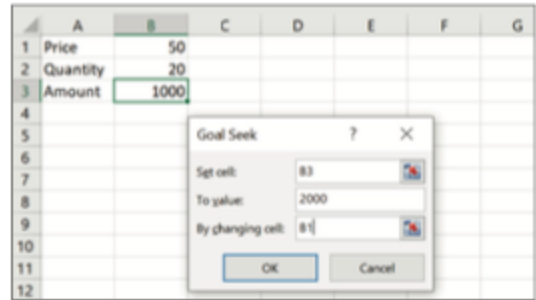 A B C D E F G
1 Price 50
2 Quantity 20
3 Amount 1000
4
5
6
7
8
9
10
11
12
Goal Seek ? ×
Set cell: B3
To value: 2000
By changing cell: B1
OK Cancel